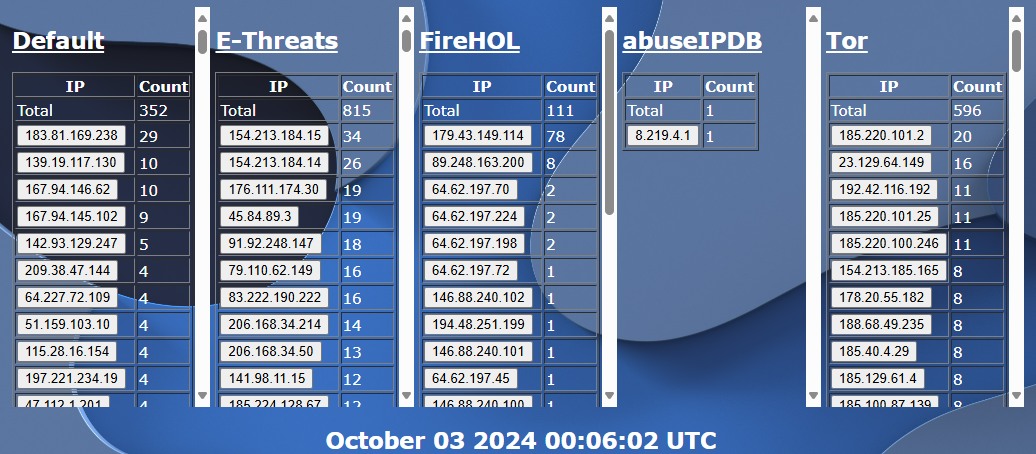 Default
IP Count
Total 352
183.81.169.238 29
139.19.117.130 10
167.94.146.62 10
167.94.145.102 9
142.93.129.247 5
209.38.47.144 4
64.227.72.109 4
51.159.103.10 4
115.28.16.154 4
197.221.234.19 4
47.112.1.201 4
E-Threats
IP Count
Total 815
154.213.184.15 34
154.213.184.14 26
176.111.174.30 19
45.84.89.3 19
91.92.248.147 18
79.110.62.149 16
83.222.190.222 16
206.168.34.214 14
206.168.34.50 13
141.98.11.15 12
185.224.128.67 12
FireHOL
IP Count
Total 111
179.43.149.114 78
89.248.163.200 8
64.62.197.70 2
64.62.197.224 2
64.62.197.198 2
64.62.197.72 1
146.88.240.102 1
194.48.251.199 1
146.88.240.101 1
64.62.197.45 1
146.88.240.100 1
abuseIPDB
IP Count
Total 1
8.219.4.1 1
Tor
IP Count
Total 596
185.220.101.2 20
23.129.64.149 16
192.42.116.192 11
185.220.101.25 11
185.220.100.246 11
154.213.185.165 8
178.20.55.182 8
188.68.49.235 8
185.40.4.29 8
185.129.61.4 8
185.100.87.139 8
October 03 2024 00:06:02 UTC